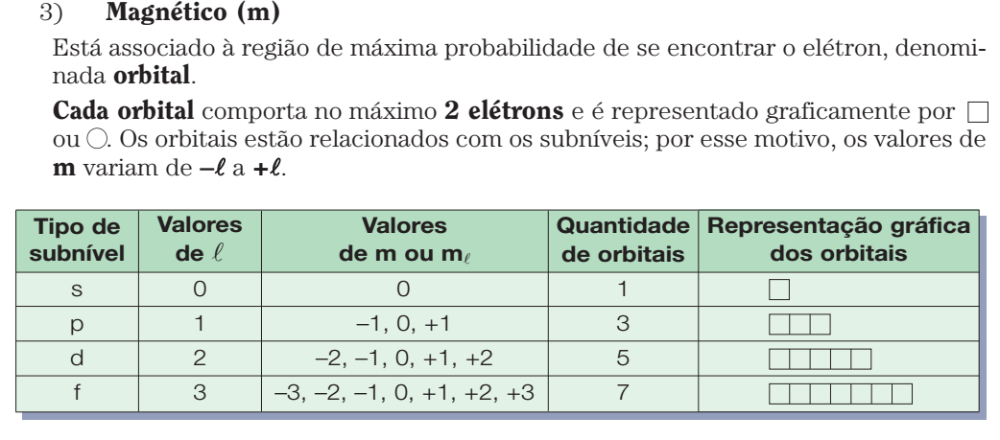 3) Magnético (m)
Está associado à região de máxima probabilidade de se encontrar o elétron, denomi-
nada orbital.
Cada orbital comporta no máximo 2 elétrons e é representado graficamente por □
ou ○. Os orbitais estão relacionados com os subníveis; por esse motivo, os valores de
m variam de –ℓ a +ℓ.
Tipo de subnível | Valores de ℓ | Valores de m ou mℓ | Quantidade de orbitais | Representação gráfica dos orbitais
s | 0 | 0 | 1
p | 1 | –1, 0, +1 | 3
d | 2 | –2, –1, 0, +1, +2 | 5
f | 3 | –3, –2, –1, 0, +1, +2, +3 | 7